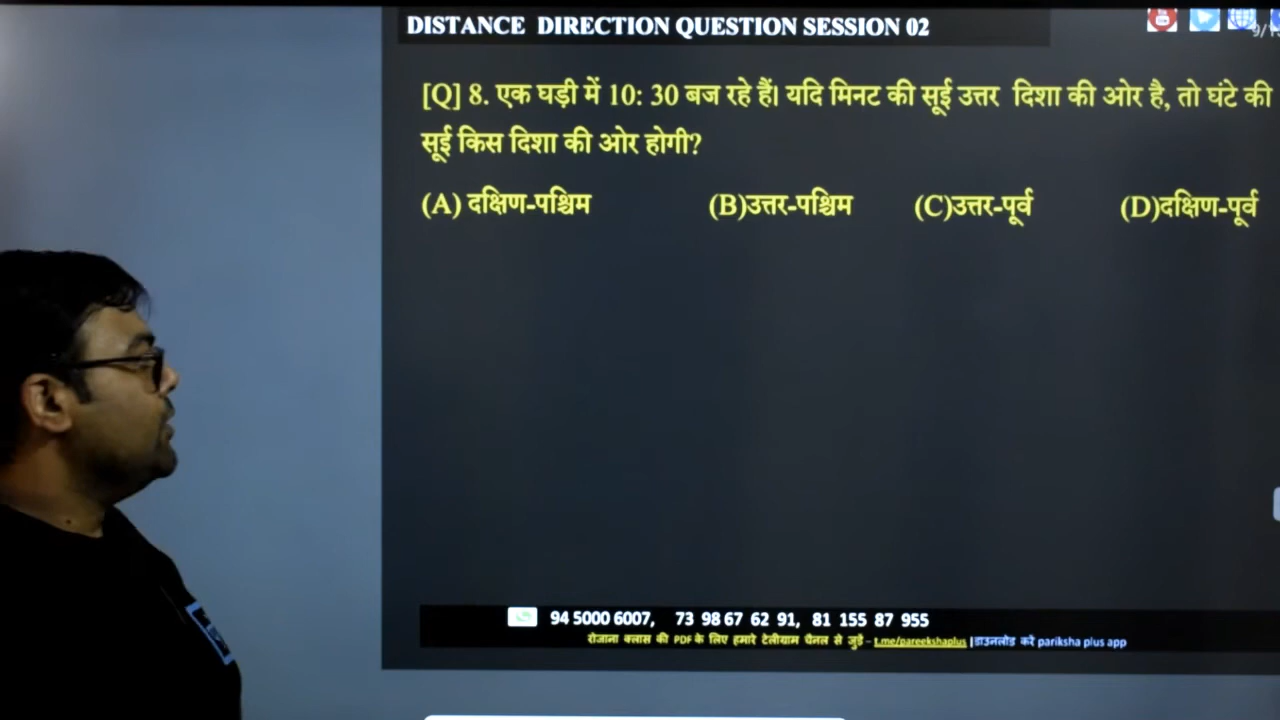 DISTANCE DIRECTION QUESTION SESSION 02
[Q] 8. एक घड़ी में 10: 30 बज रहे हैं। यदि मिनट की सूई उत्तर दिशा की ओर है, तो घंटे की
सूई किस दिशा की ओर होगी?
(A) दक्षिण-पश्चिम (B)उत्तर-पश्चिम (C)उत्तर-पूर्व (D)दक्षिण-पूर्व
94 5000 6007, 73 98 67 62 91, 81 155 87 955
रोजाना क्लास की PDF के लिए हमारे टेलीग्राम चैनल से जुड़ें – t.me/pareekshaplus |डाउनलोड करें pariksha plus app